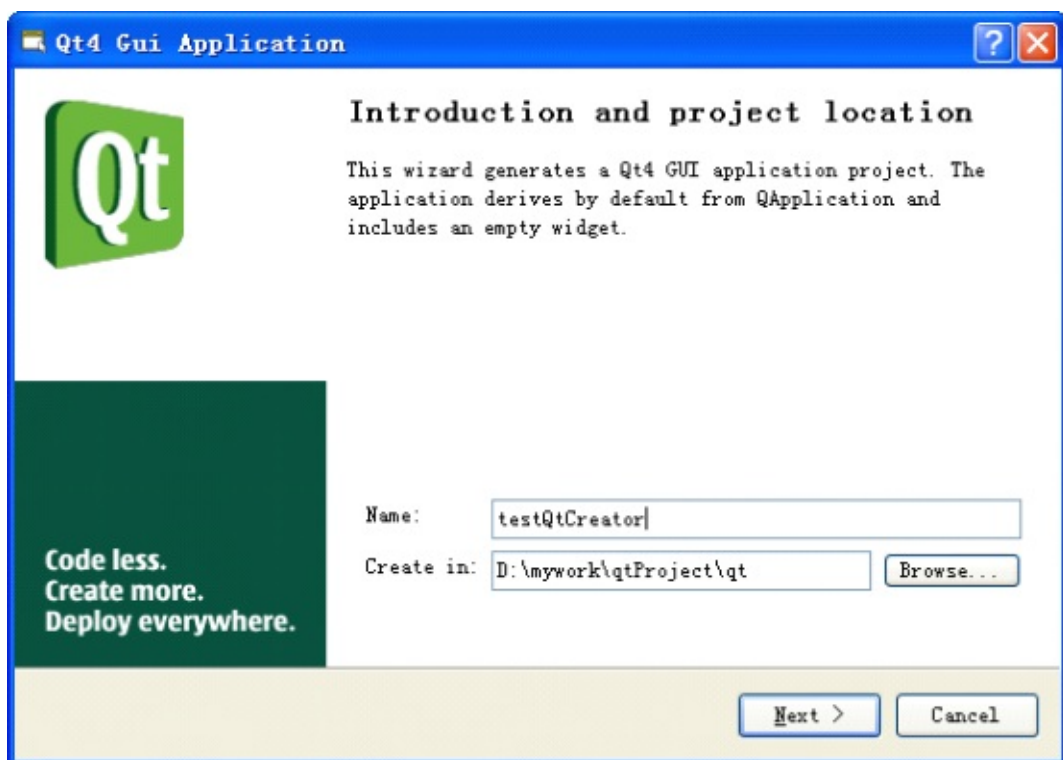 Qt4 Gui Application
Qt
Introduction and project location
This wizard generates a Qt4 GUI application project. The
application derives by default from QApplication and
includes an empty widget.
Name: testQtCreator
Create in: D:\mywork\qtProject\qt Browse...
Code less.
Create more.
Deploy everywhere.
Next > Cancel